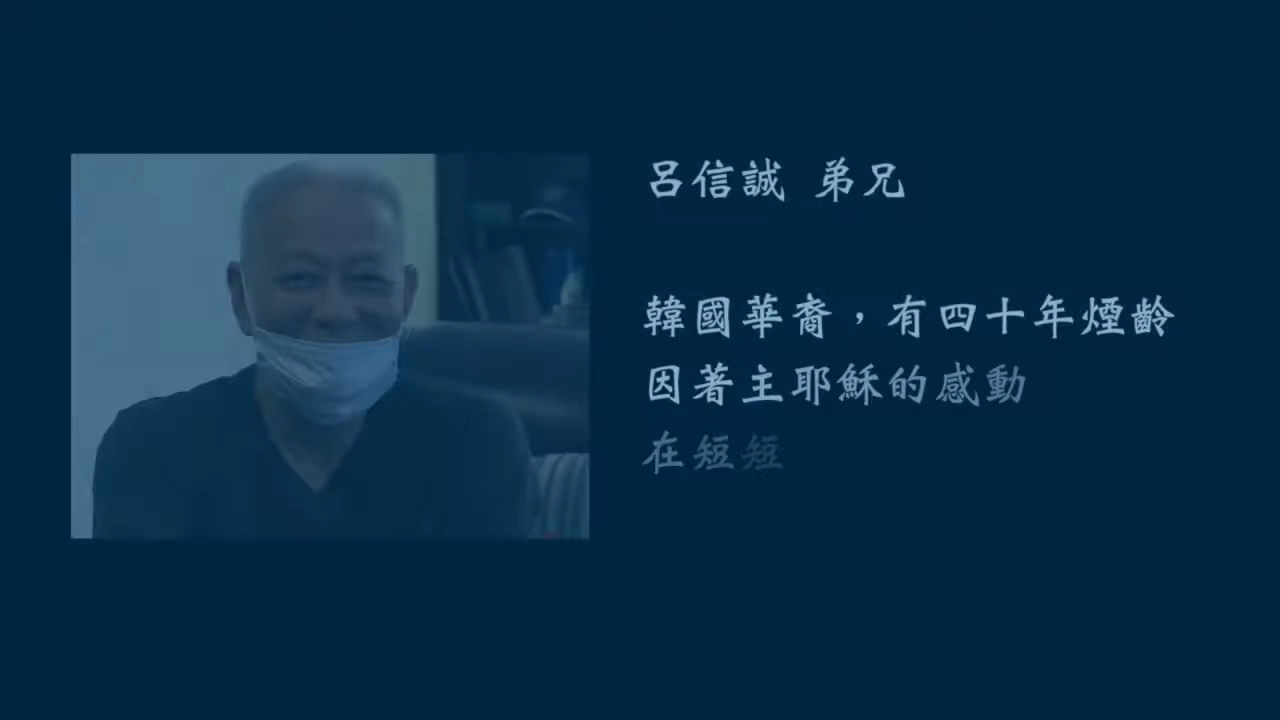 呂信誠 弟兄
韓國華裔，有四十年煙齡
因著主耶穌的感動
在短短